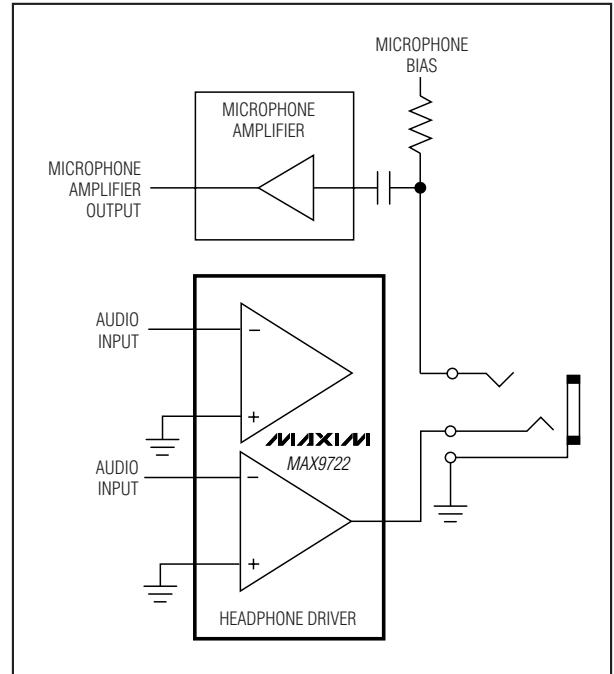 MICROPHONE
BIAS
MICROPHONE
AMPLIFIER
MICROPHONE
AMPLIFIER
OUTPUT
AUDIO
INPUT
−
+
MAXIM
MAX9722
AUDIO
INPUT
−
+
HEADPHONE DRIVER